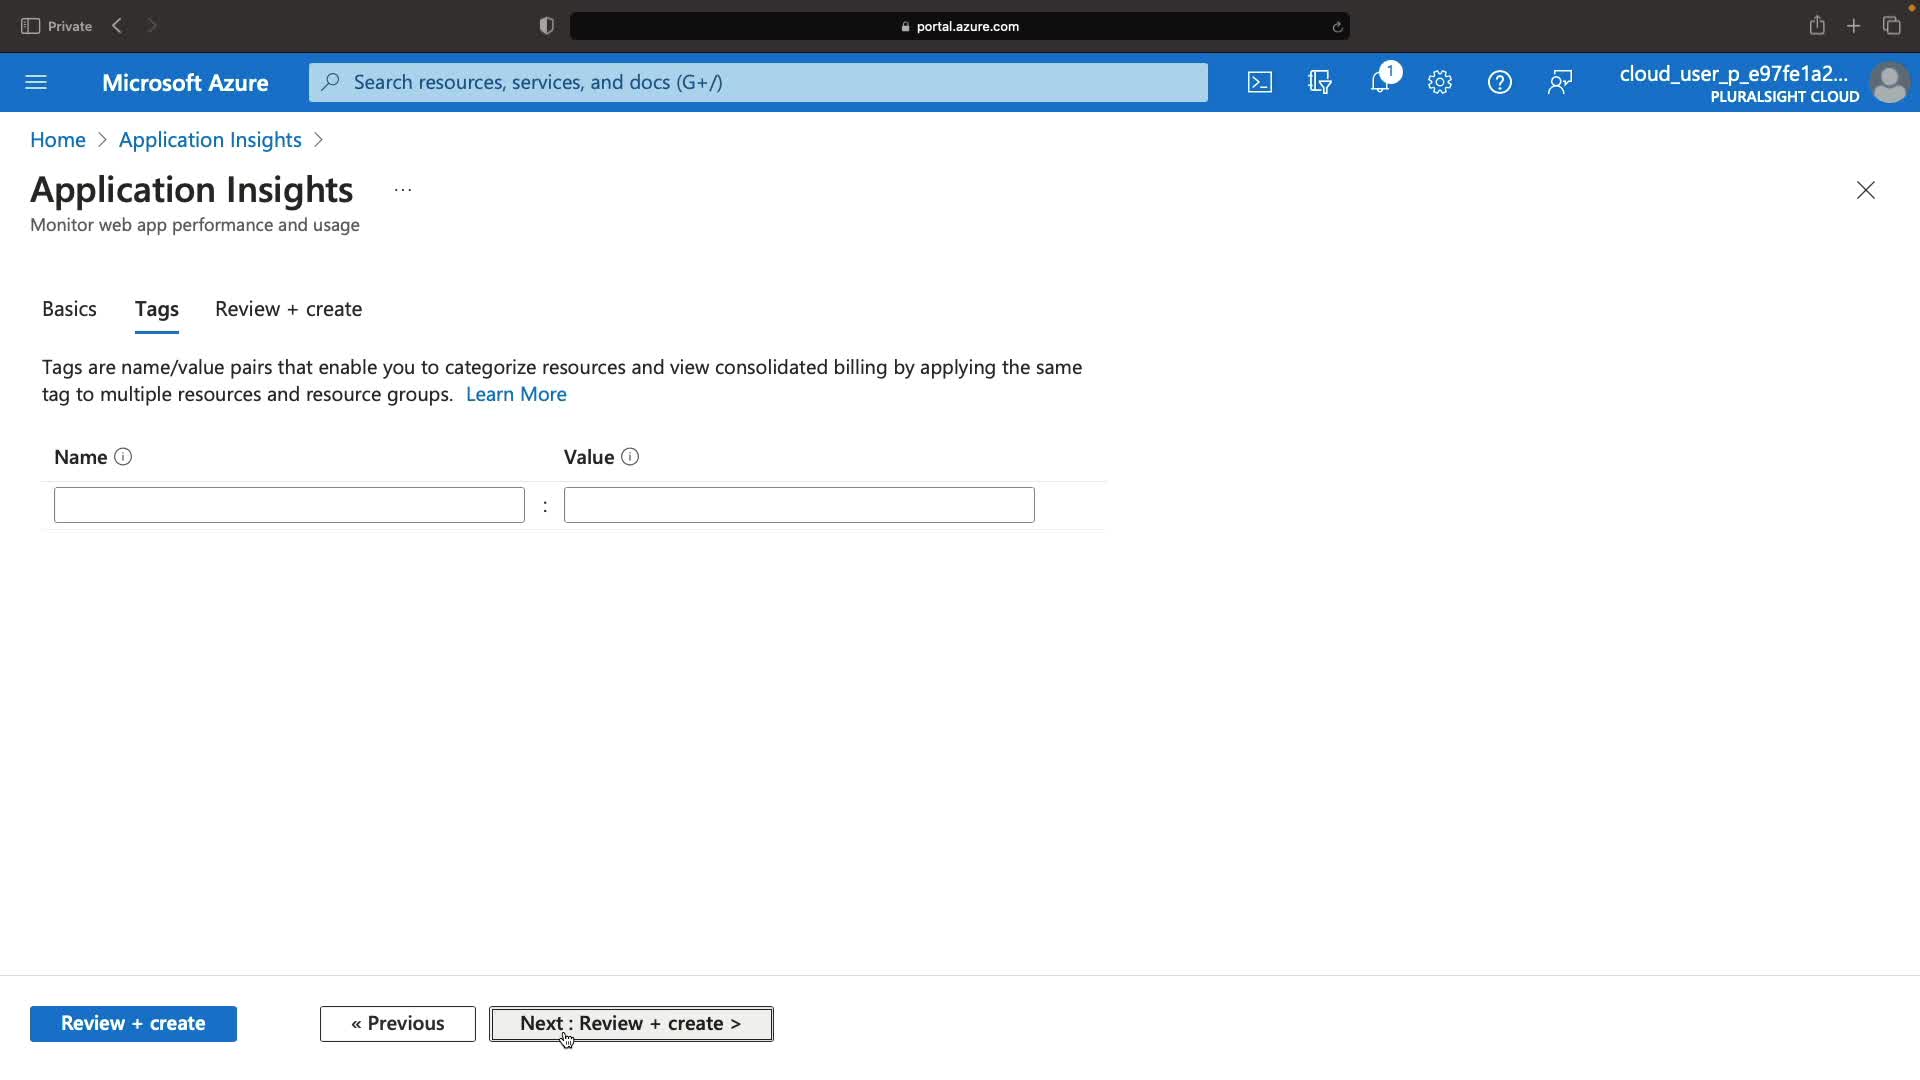 Private
portal.azure.com
Microsoft Azure
Search resources, services, and docs (G+/)
1
cloud_user_p_e97fe1a2...
PLURALSIGHT CLOUD
Home > Application Insights >
Application Insights ...
Monitor web app performance and usage
Basics Tags Review + create
Tags are name/value pairs that enable you to categorize resources and view consolidated billing by applying the same
tag to multiple resources and resource groups. Learn More
Name Value
:
Review + create « Previous Next : Review + create >